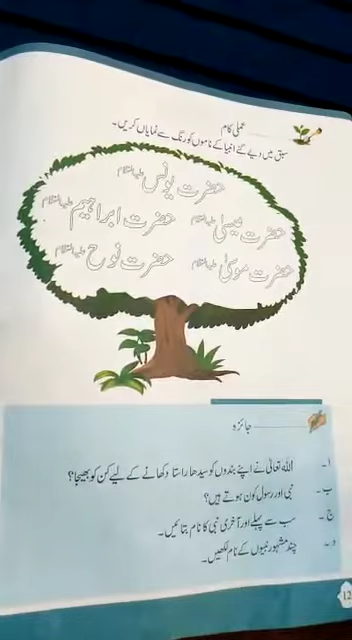 عملی کام
سبق میں دیے گئے انبیا کے ناموں کو رنگ سے نمایاں کریں۔
حضرت یونس علیہ السلام
حضرت عیسیٰ علیہ السلام حضرت ابراہیم علیہ السلام
حضرت موسیٰ علیہ السلام حضرت نوح علیہ السلام
جائزہ
ا۔ اللہ تعالیٰ نے اپنے بندوں کو سیدھا راستا دکھانے کے لیے کن کو بھیجا؟
ب۔ نبی اور رسول کون ہوتے ہیں؟
ج۔ سب سے پہلے اور آخری نبی کا نام بتائیں۔
د۔ چند مشہور نبیوں کے نام لکھیں۔
12